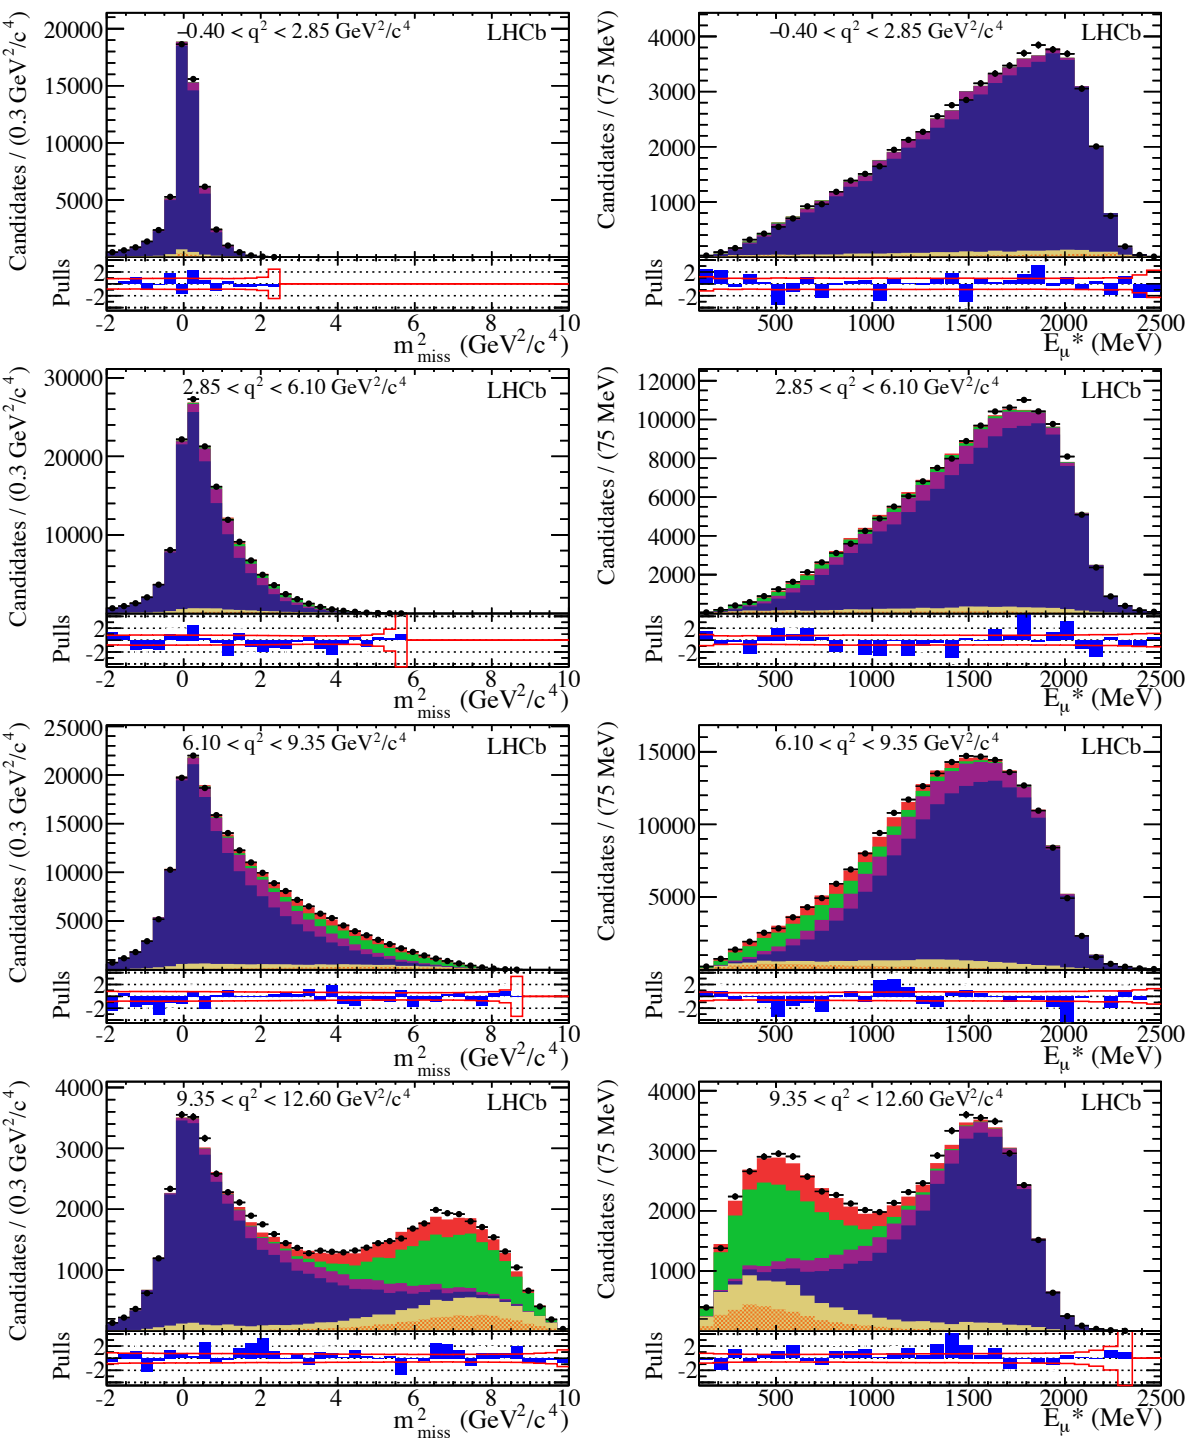 −0.40 < q² < 2.85 GeV²/c⁴ LHCb
Candidates / (0.3 GeV²/c⁴)
20000
15000
10000
5000
Pulls
2
-2
-2 0 2 4 6 8 10
m²miss (GeV²/c⁴)
−0.40 < q² < 2.85 GeV²/c⁴ LHCb
Candidates / (75 MeV)
4000
3000
2000
1000
Pulls
2
-2
500 1000 1500 2000 2500
Eμ* (MeV)
2.85 < q² < 6.10 GeV²/c⁴ LHCb
Candidates / (0.3 GeV²/c⁴)
30000
20000
10000
Pulls
2
-2
-2 0 2 4 6 8 10
m²miss (GeV²/c⁴)
2.85 < q² < 6.10 GeV²/c⁴ LHCb
Candidates / (75 MeV)
12000
10000
8000
6000
4000
2000
Pulls
2
-2
500 1000 1500 2000 2500
Eμ* (MeV)
6.10 < q² < 9.35 GeV²/c⁴ LHCb
Candidates / (0.3 GeV²/c⁴)
25000
20000
15000
10000
5000
Pulls
2
-2
-2 0 2 4 6 8 10
m²miss (GeV²/c⁴)
6.10 < q² < 9.35 GeV²/c⁴ LHCb
Candidates / (75 MeV)
15000
10000
5000
Pulls
2
-2
500 1000 1500 2000 2500
Eμ* (MeV)
9.35 < q² < 12.60 GeV²/c⁴ LHCb
Candidates / (0.3 GeV²/c⁴)
4000
3000
2000
1000
Pulls
2
-2
-2 0 2 4 6 8 10
m²miss (GeV²/c⁴)
9.35 < q² < 12.60 GeV²/c⁴ LHCb
Candidates / (75 MeV)
4000
3000
2000
1000
Pulls
2
-2
500 1000 1500 2000 2500
Eμ* (MeV)